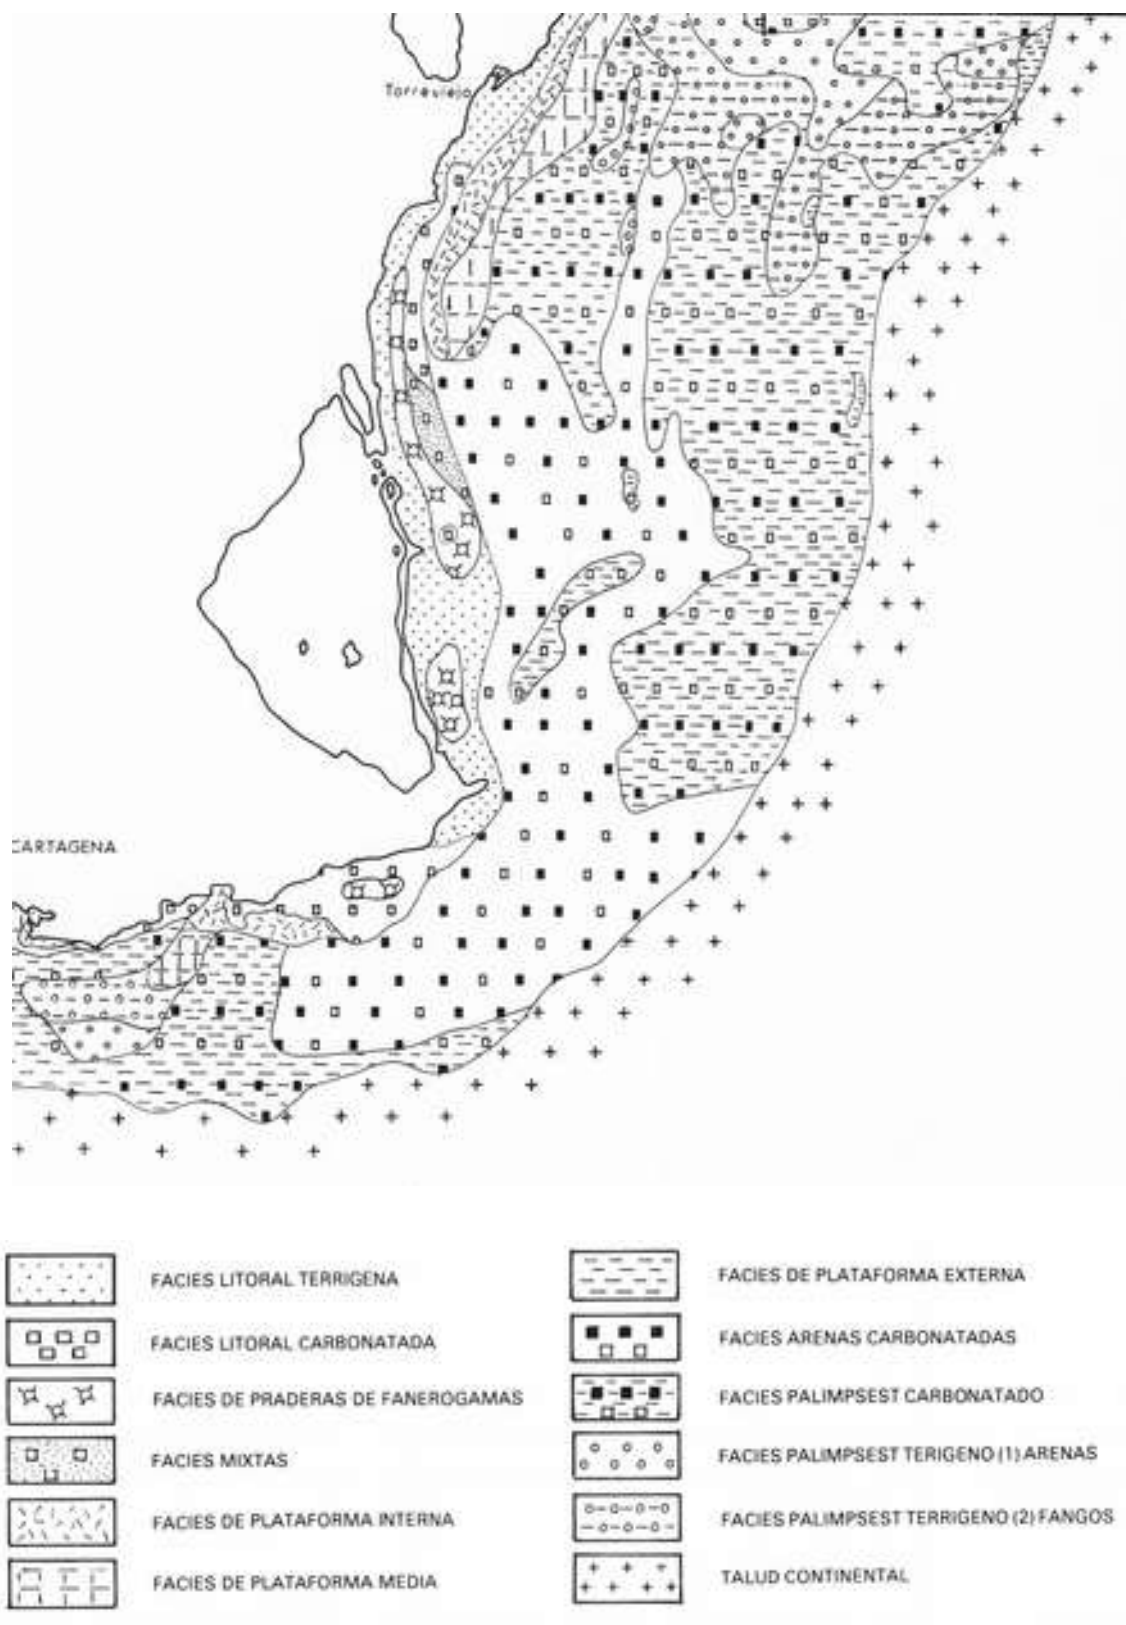 Torrevieja
CARTAGENA
FACIES LITORAL TERRIGENA
FACIES LITORAL CARBONATADA
FACIES DE PRADERAS DE FANEROGAMAS
FACIES MIXTAS
FACIES DE PLATAFORMA INTERNA
FACIES DE PLATAFORMA MEDIA
FACIES DE PLATAFORMA EXTERNA
FACIES ARENAS CARBONATADAS
FACIES PALIMPSEST CARBONATADO
FACIES PALIMPSEST TERIGENO (1) ARENAS
FACIES PALIMPSEST TERRIGENO (2) FANGOS
TALUD CONTINENTAL